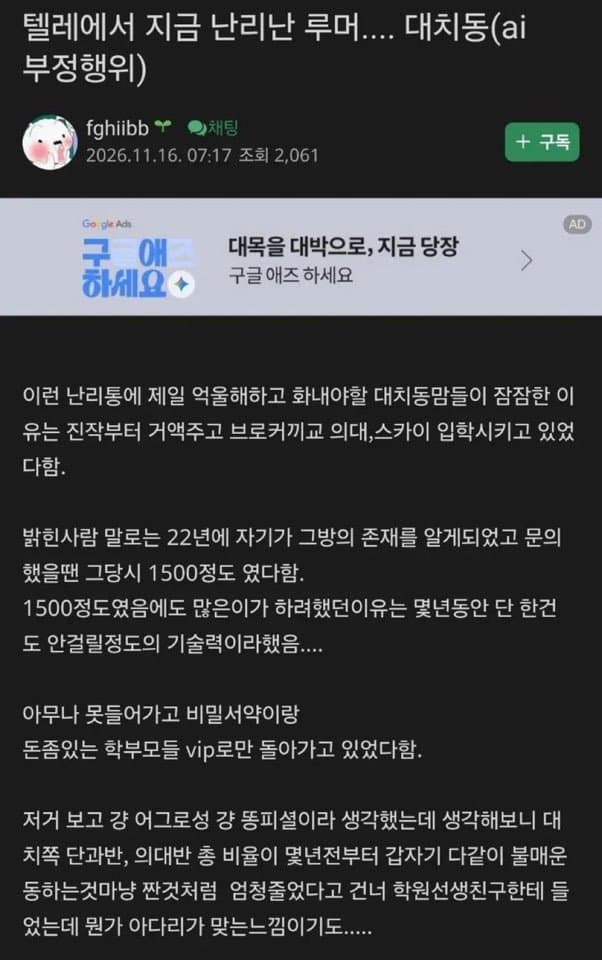 텔레에서 지금 난리난 루머.... 대치동(ai
부정행위)
fghiibb
채팅
2026.11.16. 07:17 조회 2,061
+ 구독
Google Ads
구글 애즈
하세요
대목을 대박으로, 지금 당장
구글 애즈 하세요
AD
이런 난리통에 제일 억울해하고 화내야할 대치동맘들이 잠잠한 이
유는 진작부터 거액주고 브로커끼교 의대,스카이 입학시키고 있었
다함.
밝힌사람 말로는 22년에 자기가 그방의 존재를 알게되었고 문의
했을땐 그당시 1500정도 였다함.
1500정도였음에도 많은이가 하려했던이유는 몇년동안 단 한건
도 안걸릴정도의 기술력이라했음....
아무나 못들어가고 비밀서약이랑
돈좀있는 학부모들 vip로만 돌아가고 있었다함.
저거 보고 걍 어그로성 걍 똥피셜이라 생각했는데 생각해보니 대
치쪽 단과반, 의대반 총 비율이 몇년전부터 갑자기 다같이 불매운
동하는것마냥 짠것처럼 엄청줄었다고 건너 학원선생친구한테 들
었는데 뭔가 아다리가 맞는느낌이기도.....